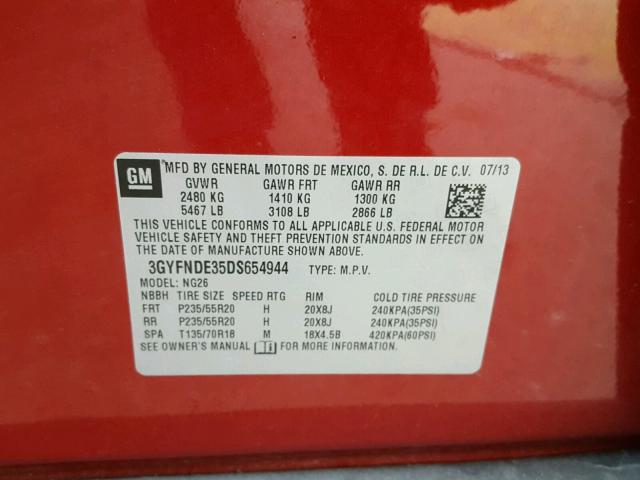 GM
*MFD BY GENERAL MOTORS DE MEXICO, S. DE R.L. DE C.V. 07/13
GVWR GAWR FRT GAWR RR
2480 KG 1410 KG 1300 KG
5467 LB 3108 LB 2866 LB
THIS VEHICLE CONFORMS TO ALL APPLICABLE U.S. FEDERAL MOTOR
VEHICLE SAFETY AND THEFT PREVENTION STANDARDS IN EFFECT ON
THE DATE OF MANUFACTURE SHOWN ABOVE.
3GYFNDE35DS654944 TYPE: M.P.V.
MODEL: NG26
NBBH TIRE SIZE SPEED RTG RIM COLD TIRE PRESSURE
FRT P235/55R20 H 20X8J 240KPA(35PSI)
RR P235/55R20 H 20X8J 240KPA(35PSI)
SPA T135/70R18 M 18X4.5B 420KPA(60PSI)
SEE OWNER'S MANUAL FOR MORE INFORMATION.